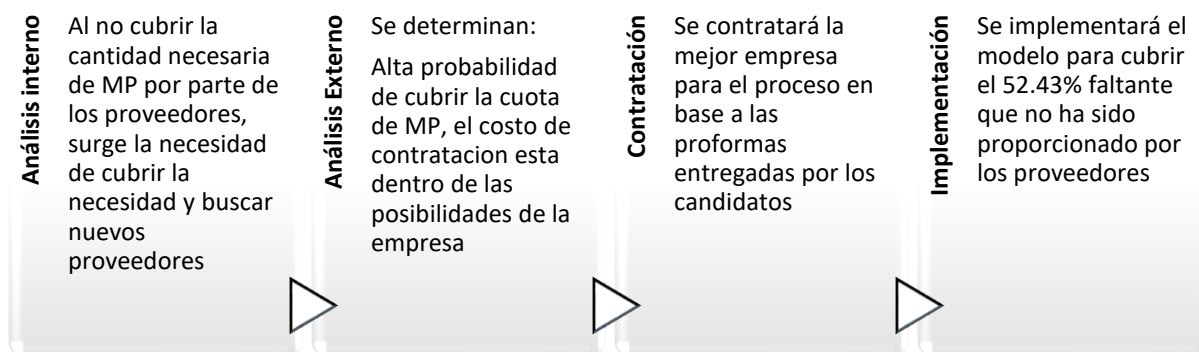 Análisis interno
Al no cubrir la
cantidad necesaria
de MP por parte de
los proveedores,
surge la necesidad
de cubrir la
necesidad y buscar
nuevos
proveedores
Análisis Externo
Se determinan:
Alta probabilidad
de cubrir la cuota
de MP, el costo de
contratacion esta
dentro de las
posibilidades de la
empresa
Contratación
Se contratará la
mejor empresa
para el proceso en
base a las
proformas
entregadas por los
candidatos
Implementación
Se implementará el
modelo para cubrir
el 52.43% faltante
que no ha sido
proporcionado por
los proveedores